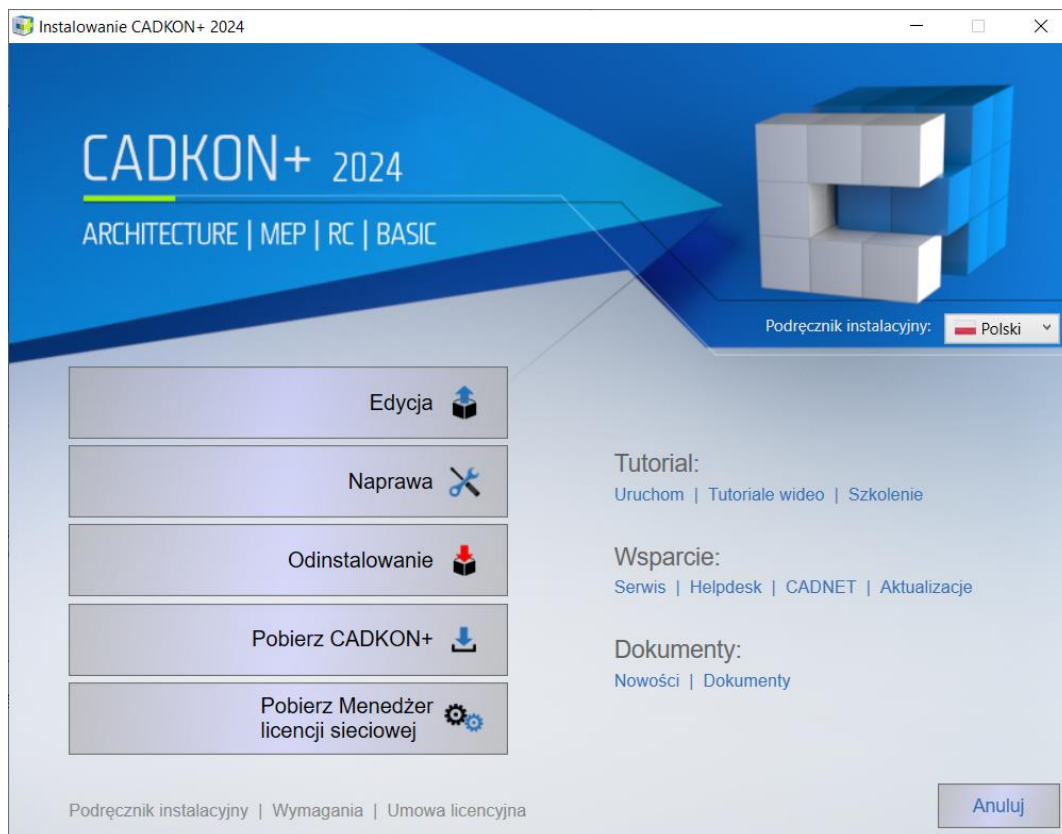 Instalowanie CADKON+ 2024
CADKON+ 2024
ARCHITECTURE | MEP | RC | BASIC
Podręcznik instalacyjny: Polski
Edycja
Naprawa
Odinstalowanie
Pobierz CADKON+
Pobierz Menedżer
licencji sieciowej
Tutorial:
Uruchom | Tutoriale wideo | Szkolenie
Wsparcie:
Serwis | Helpdesk | CADNET | Aktualizacje
Dokumenty:
Nowości | Dokumenty
Podręcznik instalacyjny | Wymagania | Umowa licencyjna
Anuluj